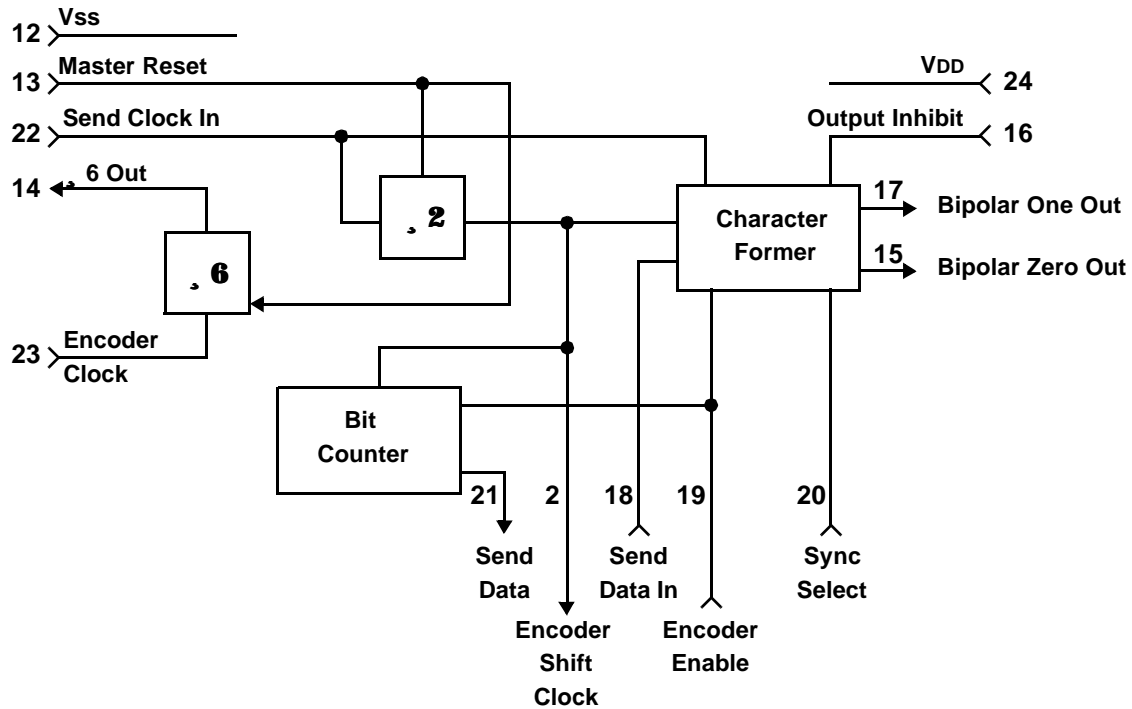 12 Vss
13 Master Reset
VDD 24
22 Send Clock In
Output Inhibit 16
14 ¸ 6 Out
17 Bipolar One Out
Character
Former
¸ 2
15 Bipolar Zero Out
¸ 6
23 Encoder
Clock
Bit
Counter
21 2 18 19 20
Send
Data
Send
Data In
Sync
Select
Encoder
Shift
Clock
Encoder
Enable